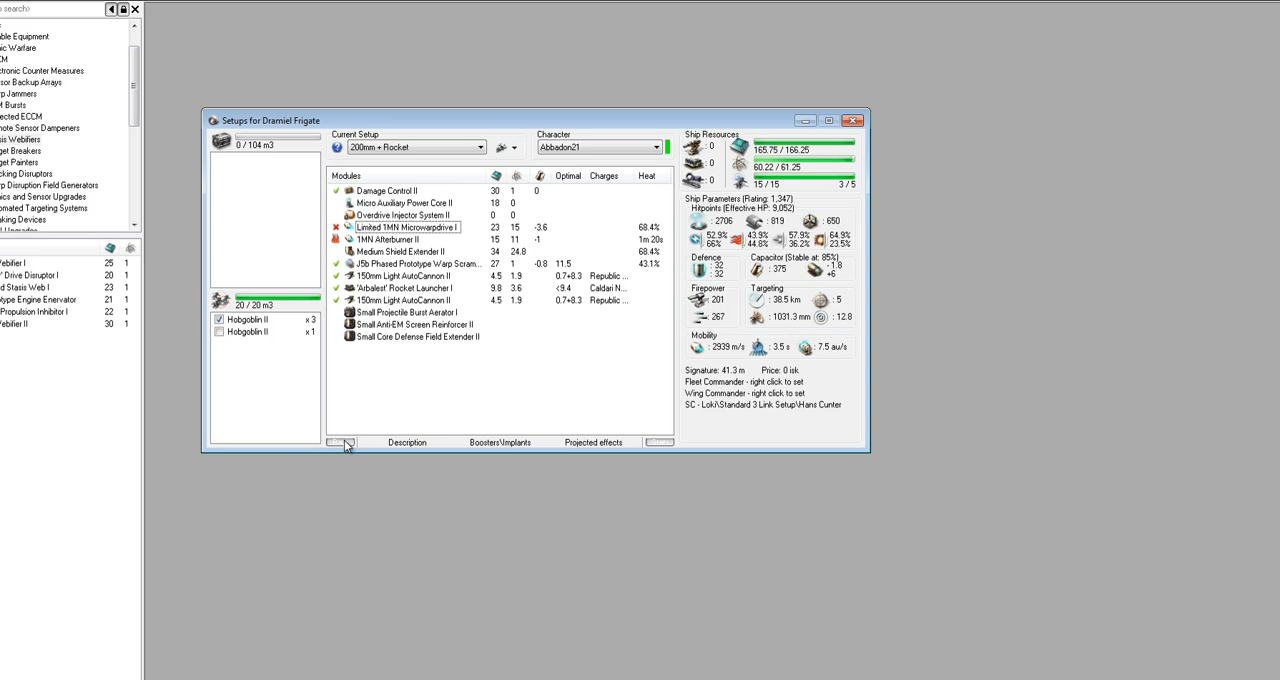 search>
ble Equipment
ic Warfare
CM
ctronic Counter Measures
sor Backup Arrays
rp Jammers
M Bursts
ected ECCM
mote Sensor Dampeners
sis Webifiers
get Breakers
get Painters
cking Disruptors
rp Disruption Field Generators
nics and Sensor Upgrades
omated Targeting Systems
aking Devices
l Upgrades
Vebifier I 25 1
' Drive Disruptor I 20 1
d Stasis Web I 23 1
type Engine Enervator 21 1
Propulsion Inhibitor I 22 1
ebifier II 30 1
Setups for Dramiel Frigate
0 / 104 m3
20 / 20 m3
Hobgoblin II x 3
Hobgoblin II x 1
Current Setup
200mm + Rocket
Character
Abbadon21
Modules Optimal Charges Heat
Damage Control II 30 1 0
Micro Auxiliary Power Core II 18 0
Overdrive Injector System II 0 0
Limited 1MN Microwarpdrive I 23 15 -3.6 68.4%
1MN Afterburner II 15 11 -1 1m 20s
Medium Shield Extender II 34 24.8 68.4%
J5b Phased Prototype Warp Scram... 27 1 -0.8 11.5 43.1%
150mm Light AutoCannon II 4.5 1.9 0.7+8.3 Republic ...
'Arbalest' Rocket Launcher I 9.8 3.6 <9.4 Caldari N...
150mm Light AutoCannon II 4.5 1.9 0.7+8.3 Republic ...
Small Projectile Burst Aerator I
Small Anti-EM Screen Reinforcer II
Small Core Defense Field Extender II
Description Boosters\Implants Projected effects
Ship Resources
: 0 165.75 / 166.25
: 0 60.22 / 61.25
: 0 15 / 15 3 / 5
Ship Parameters (Rating: 1,347)
Hitpoints (Effective HP: 9,052)
: 2706 : 819 : 650
52.9% 43.9% 57.9% 64.9%
66% 44.8% 36.2% 23.5%
Defence Capacitor (Stable at: 85%)
: 32 : 375 - 1.8
: 32 +6
Firepower Targeting
: 201 : 38.5 km : 5
: 267 : 1031.3 mm : 12.8
Mobility
: 2939 m/s : 3.5 s : 7.5 au/s
Signature: 41.3 m Price: 0 isk
Fleet Commander - right click to set
Wing Commander - right click to set
SC - Loki\Standard 3 Link Setup\Hans Cunter